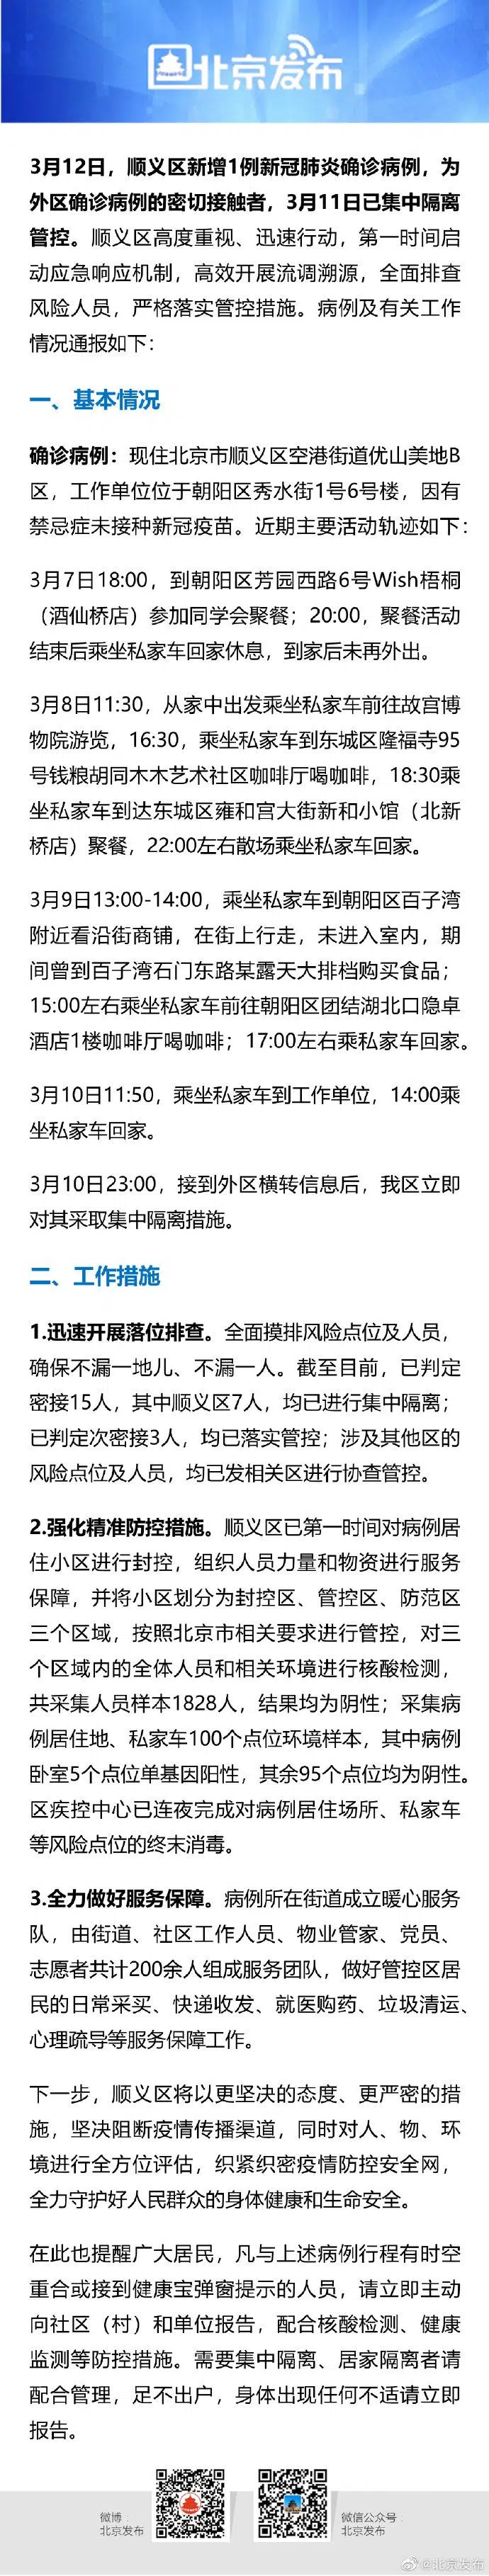 北京发布
3月12日，顺义区新增1例新冠肺炎确诊病例，为
外区确诊病例的密切接触者，3月11日已集中隔离
管控。顺义区高度重视、迅速行动，第一时间启
动应急响应机制，高效开展流调溯源，全面排查
风险人员，严格落实管控措施。病例及有关工作
情况通报如下：
一、基本情况
确诊病例：现住北京市顺义区空港街道优山美地B
区，工作单位位于朝阳区秀水街1号6号楼，因有
禁忌症未接种新冠疫苗。近期主要活动轨迹如下：
3月7日18:00，到朝阳区芳园西路6号Wish梧桐
（酒仙桥店）参加同学会聚餐；20:00，聚餐活动
结束后乘坐私家车回家休息，到家后未再外出。
3月8日11:30，从家中出发乘坐私家车前往故宫博
物院游览，16:30，乘坐私家车到东城区隆福寺95
号钱粮胡同木木艺术社区咖啡厅喝咖啡，18:30乘
坐私家车到达东城区雍和宫大街新和小馆（北新
桥店）聚餐，22:00左右散场乘坐私家车回家。
3月9日13:00-14:00，乘坐私家车到朝阳区百子湾
附近看沿街商铺，在街上行走，未进入室内，期
间曾到百子湾石门东路某露天大排档购买食品；
15:00左右乘坐私家车前往朝阳区团结湖北口隐卓
酒店1楼咖啡厅喝咖啡；17:00左右乘私家车回家。
3月10日11:50，乘坐私家车到工作单位，14:00乘
坐私家车回家。
3月10日23:00，接到外区横转信息后，我区立即
对其采取集中隔离措施。
二、工作措施
1.迅速开展落位排查。全面摸排风险点位及人员，
确保不漏一地儿、不漏一人。截至目前，已判定
密接15人，其中顺义区7人，均已进行集中隔离；
已判定次密接3人，均已落实管控；涉及其他区的
风险点位及人员，均已发相关区进行协查管控。
2.强化精准防控措施。顺义区已第一时间对病例居
住小区进行封控，组织人员力量和物资进行服务
保障，并将小区划分为封控区、管控区、防范区
三个区域，按照北京市相关要求进行管控，对三
个区域内的全体人员和相关环境进行核酸检测，
共采集人员样本1828人，结果均为阴性；采集病
例居住地、私家车100个点位环境样本，其中病例
卧室5个点位单基因阳性，其余95个点位均为阴性。
区疾控中心已连夜完成对病例居住场所、私家车
等风险点位的终末消毒。
3.全力做好服务保障。病例所在街道成立暖心服务
队，由街道、社区工作人员、物业管家、党员、
志愿者共计200余人组成服务团队，做好管控区居
民的日常采买、快递收发、就医购药、垃圾清运、
心理疏导等服务保障工作。
下一步，顺义区将以更坚决的态度、更严密的措
施，坚决阻断疫情传播渠道，同时对人、物、环
境进行全方位评估，织紧织密疫情防控安全网，
全力守护好人民群众的身体健康和生命安全。
在此也提醒广大居民，凡与上述病例行程有时空
重合或接到健康宝弹窗提示的人员，请立即主动
向社区（村）和单位报告，配合核酸检测、健康
监测等防控措施。需要集中隔离、居家隔离者请
配合管理，足不出户，身体出现任何不适请立即
报告。
微博：
北京发布
微信公众号：
北京发布
@北京发布